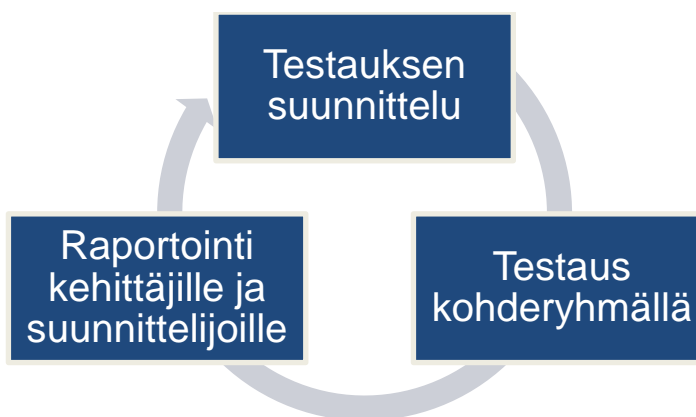 Testauksen
suunnittelu
Testaus
kohderyhmällä
Raportointi
kehittäjille ja
suunnittelijoille